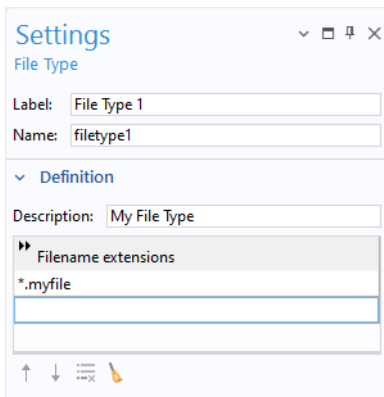 Settings
File Type
Label: File Type 1
Name: filetype1
Definition
Description: My File Type
Filename extensions
*.myfile